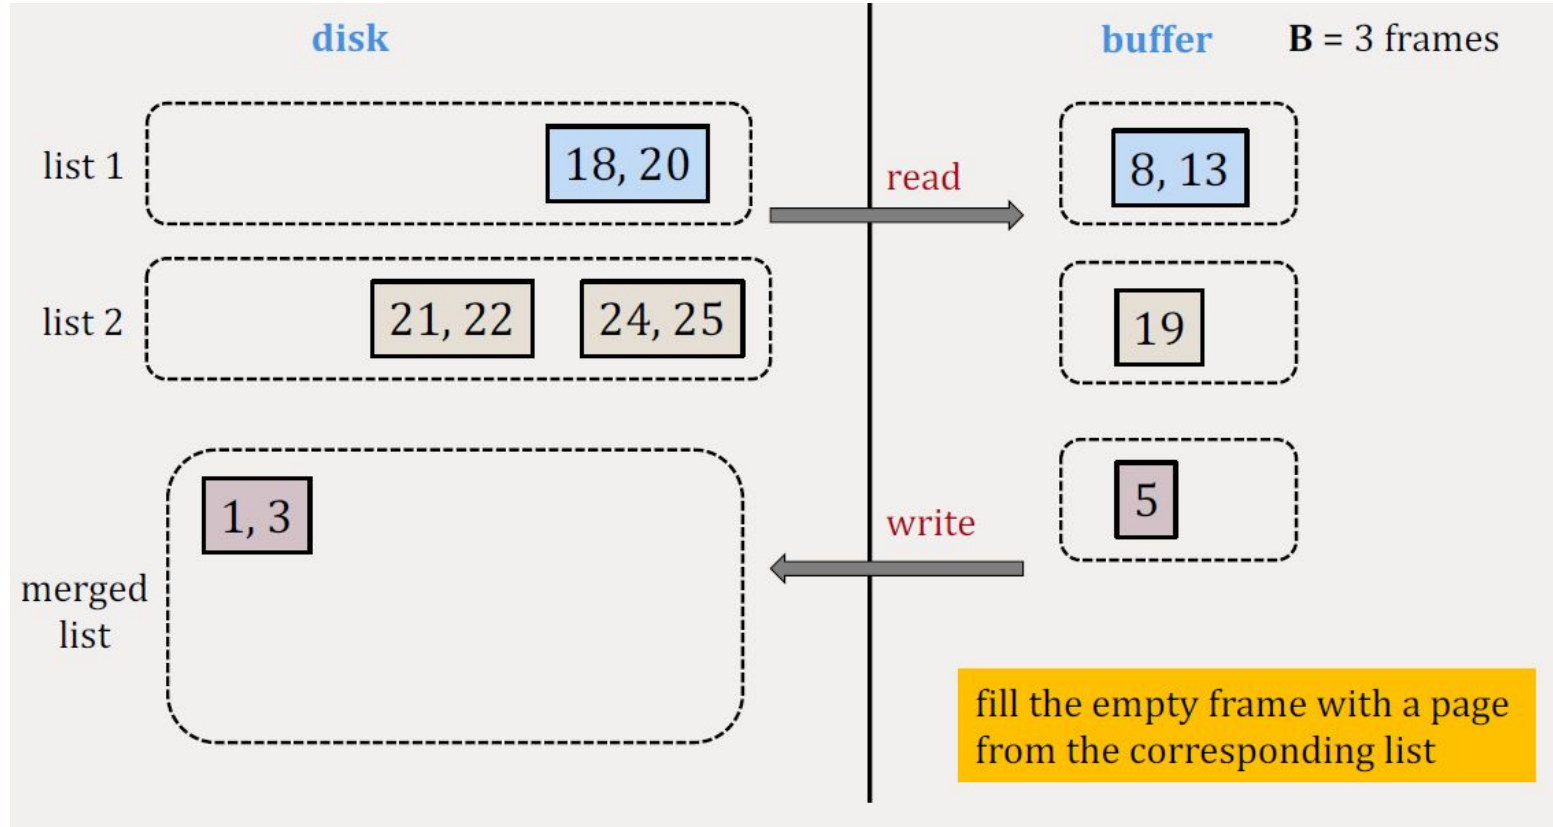 disk
buffer
B = 3 frames
list 1
18, 20
read
8, 13
list 2
21, 22
24, 25
19
1, 3
write
5
merged
list
fill the empty frame with a page
from the corresponding list